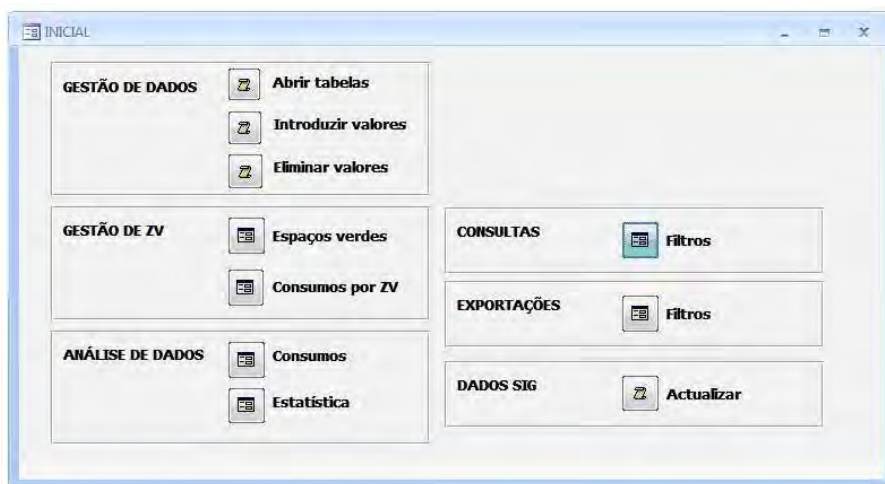 INICIAL
GESTÃO DE DADOS
Abrir tabelas
Introduzir valores
Eliminar valores
GESTÃO DE ZV
Espaços verdes
Consumos por ZV
ANÁLISE DE DADOS
Consumos
Estatística
CONSULTAS
Filtros
EXPORTAÇÕES
Filtros
DADOS SIG
Actualizar